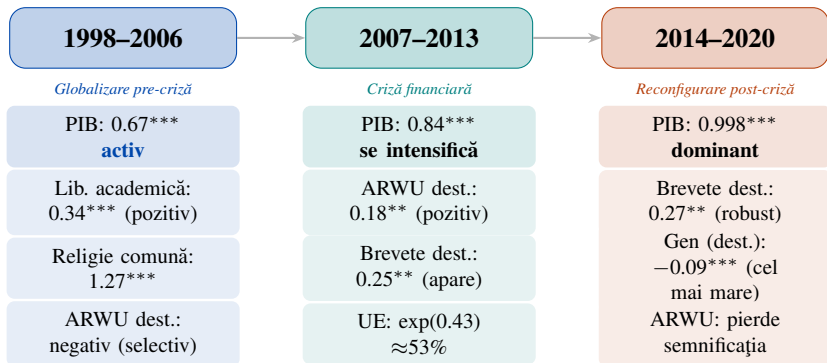 1998–2006
Globalizare pre-criză
PIB: 0.67***
activ
Lib. academică:
0.34*** (pozitiv)
Religie comună:
1.27***
ARWU dest.:
negativ (selectiv)
2007–2013
Criză financiară
PIB: 0.84***
se intensifică
ARWU dest.:
0.18** (pozitiv)
Brevete dest.:
0.25** (apare)
UE: exp(0.43)
≈53%
2014–2020
Reconfigurare post-criză
PIB: 0.998***
dominant
Brevete dest.:
0.27** (robust)
Gen (dest.):
−0.09*** (cel
mai mare)
ARWU: pierde
semnificaţia